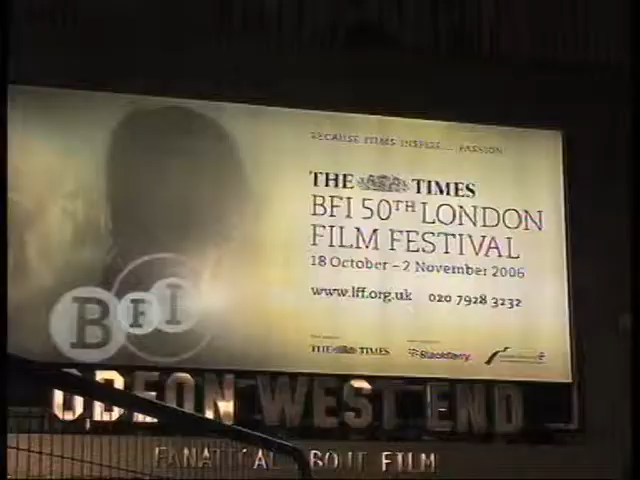 BECAUSE FILMS INSPIRE... PASSION
THE TIMES
BFI 50TH LONDON
FILM FESTIVAL
18 October - 2 November 2006
www.lff.org.uk 020 7928 3232
BFI
THE TIMES BlackBerry
ODEON WEST END
FANATICAL ABOUT FILM